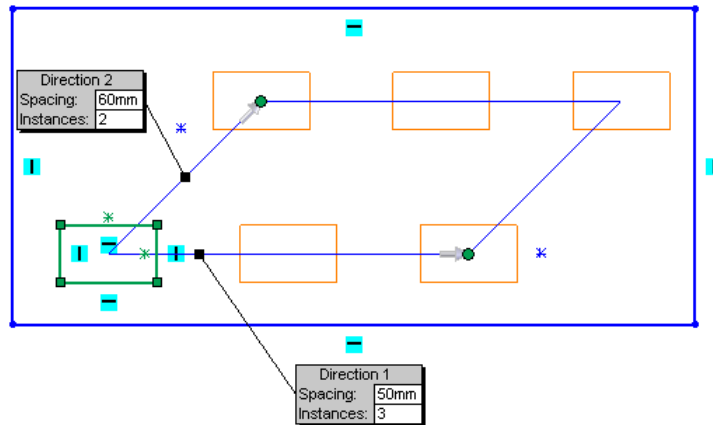 Direction 2
Spacing: 60mm
Instances: 2
Direction 1
Spacing: 50mm
Instances: 3